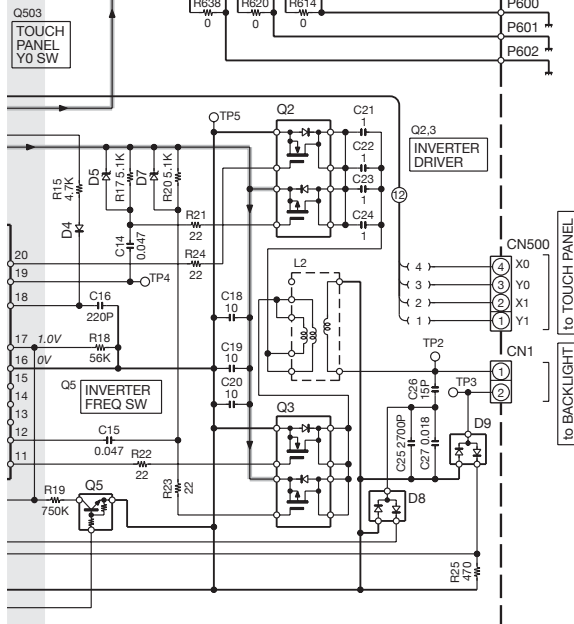 Q503
TOUCH
PANEL
Y0 SW
R638
0
R620
0
R614
0
P600
P601
P602
TP5
Q2
C21
1
C22
1
C23
1
C24
1
Q2,3
INVERTER
DRIVER
12
R15
4.7K
D5
R17 5.1K
D7
R20 5.1K
D4
C14
0.047
R21
22
R24
22
TP4
20
19
18
17
1.0V
16
0V
15
14
13
12
11
C16
220P
R18
56K
Q5
INVERTER
FREQ SW
C15
0.047
R22
22
R23
22
R19
750K
Q5
C18
10
C19
10
C20
10
L2
Q3
4
3
2
1
CN500
4 X0
3 Y0
2 X1
1 Y1
to TOUCH PANEL
CN1
1
2
to BACKLIGHT
TP2
C26
15P
TP3
C25 2700P
C27 0.018
D9
D8
R25
470